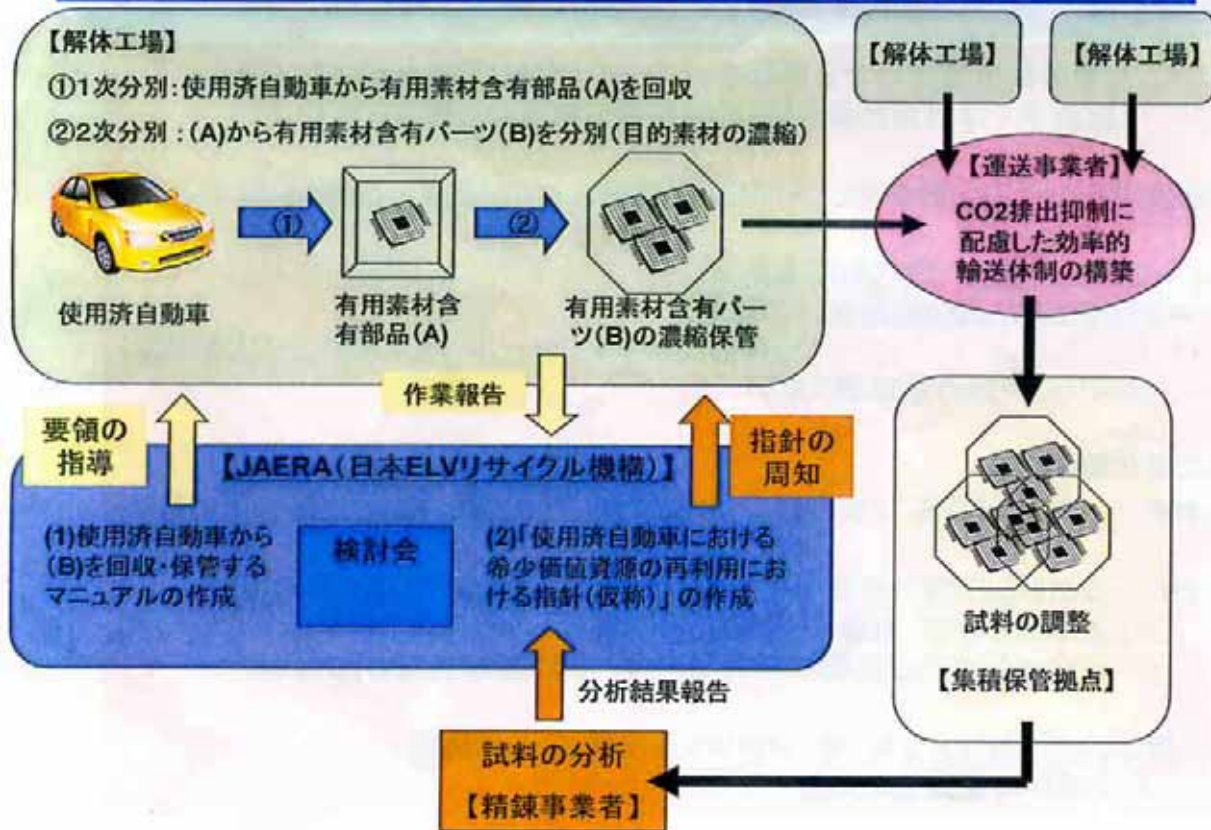 【解体工場】
①1次分別:使用済自動車から有用素材含有部品(A)を回収
②2次分別:(A)から有用素材含有パーツ(B)を分別(目的素材の濃縮)
①
②
使用済自動車
有用素材含
有部品(A)
有用素材含有パー
ツ(B)の濃縮保管
【解体工場】
【解体工場】
【運送事業者】
CO2排出抑制に
配慮した効率的
輸送体制の構築
要領の
指導
作業報告
指針の
周知
【JAERA(日本ELVリサイクル機構)】
(1)使用済自動車から
(B)を回収・保管する
マニュアルの作成
検討会
(2)「使用済自動車における
希少価値資源の再利用にお
ける指針(仮称)」の作成
試料の調整
【集積保管拠点】
分析結果報告
試料の分析
【精錬事業者】